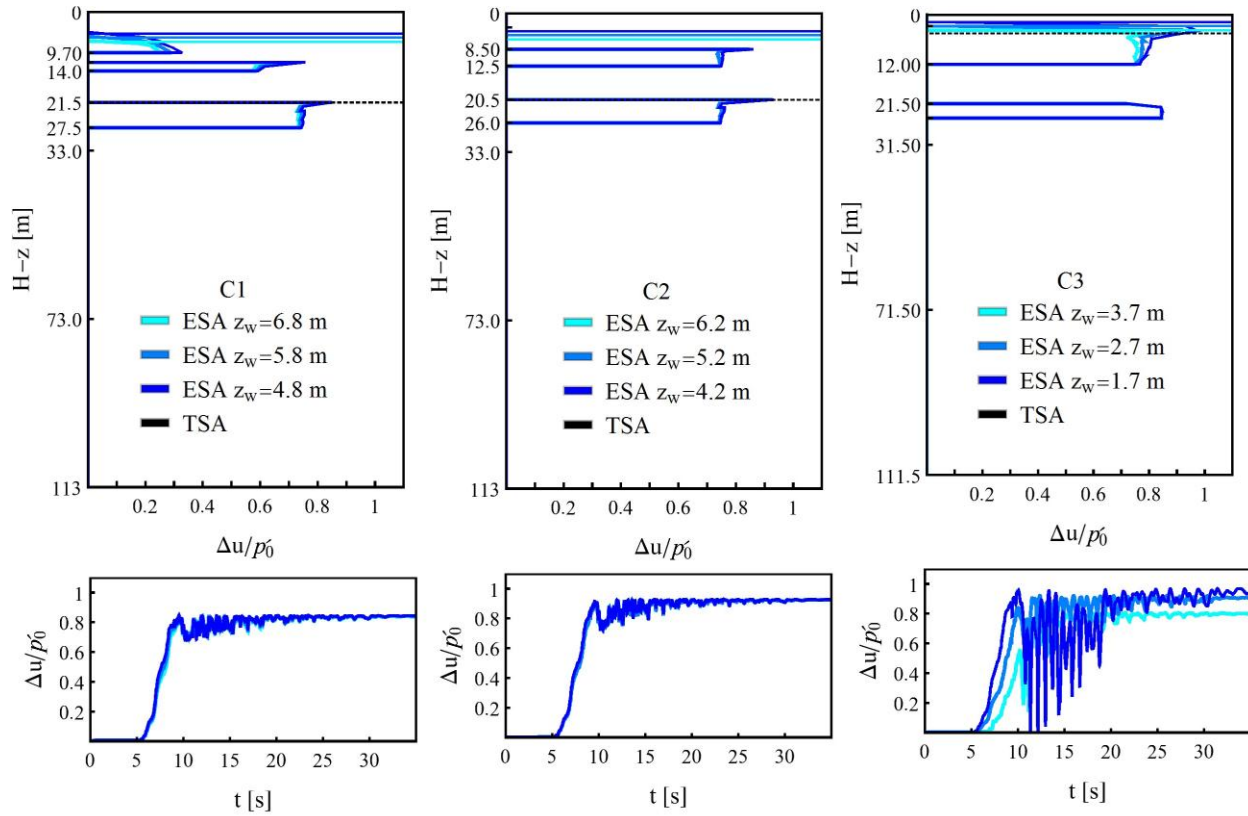 0
9.70
14.0
21.5
27.5
33.0
73.0
113
H−z [m]
C1
ESA z_w=6.8 m
ESA z_w=5.8 m
ESA z_w=4.8 m
TSA
0.2 0.4 0.6 0.8 1
Δu/p′0
0
8.50
12.5
20.5
26.0
33.0
73.0
113
H−z [m]
C2
ESA z_w=6.2 m
ESA z_w=5.2 m
ESA z_w=4.2 m
TSA
0.2 0.4 0.6 0.8 1
Δu/p′0
0
12.00
21.50
31.50
71.50
111.5
H−z [m]
C3
ESA z_w=3.7 m
ESA z_w=2.7 m
ESA z_w=1.7 m
TSA
0.2 0.4 0.6 0.8 1
Δu/p′0
1
0.8
0.6
0.4
0.2
Δu/p′0
0 5 10 15 20 25 30
t [s]
1
0.8
0.6
0.4
0.2
Δu/p′0
0 5 10 15 20 25 30
t [s]
1
0.8
0.6
0.4
0.2
Δu/p′0
0 5 10 15 20 25 30
t [s]